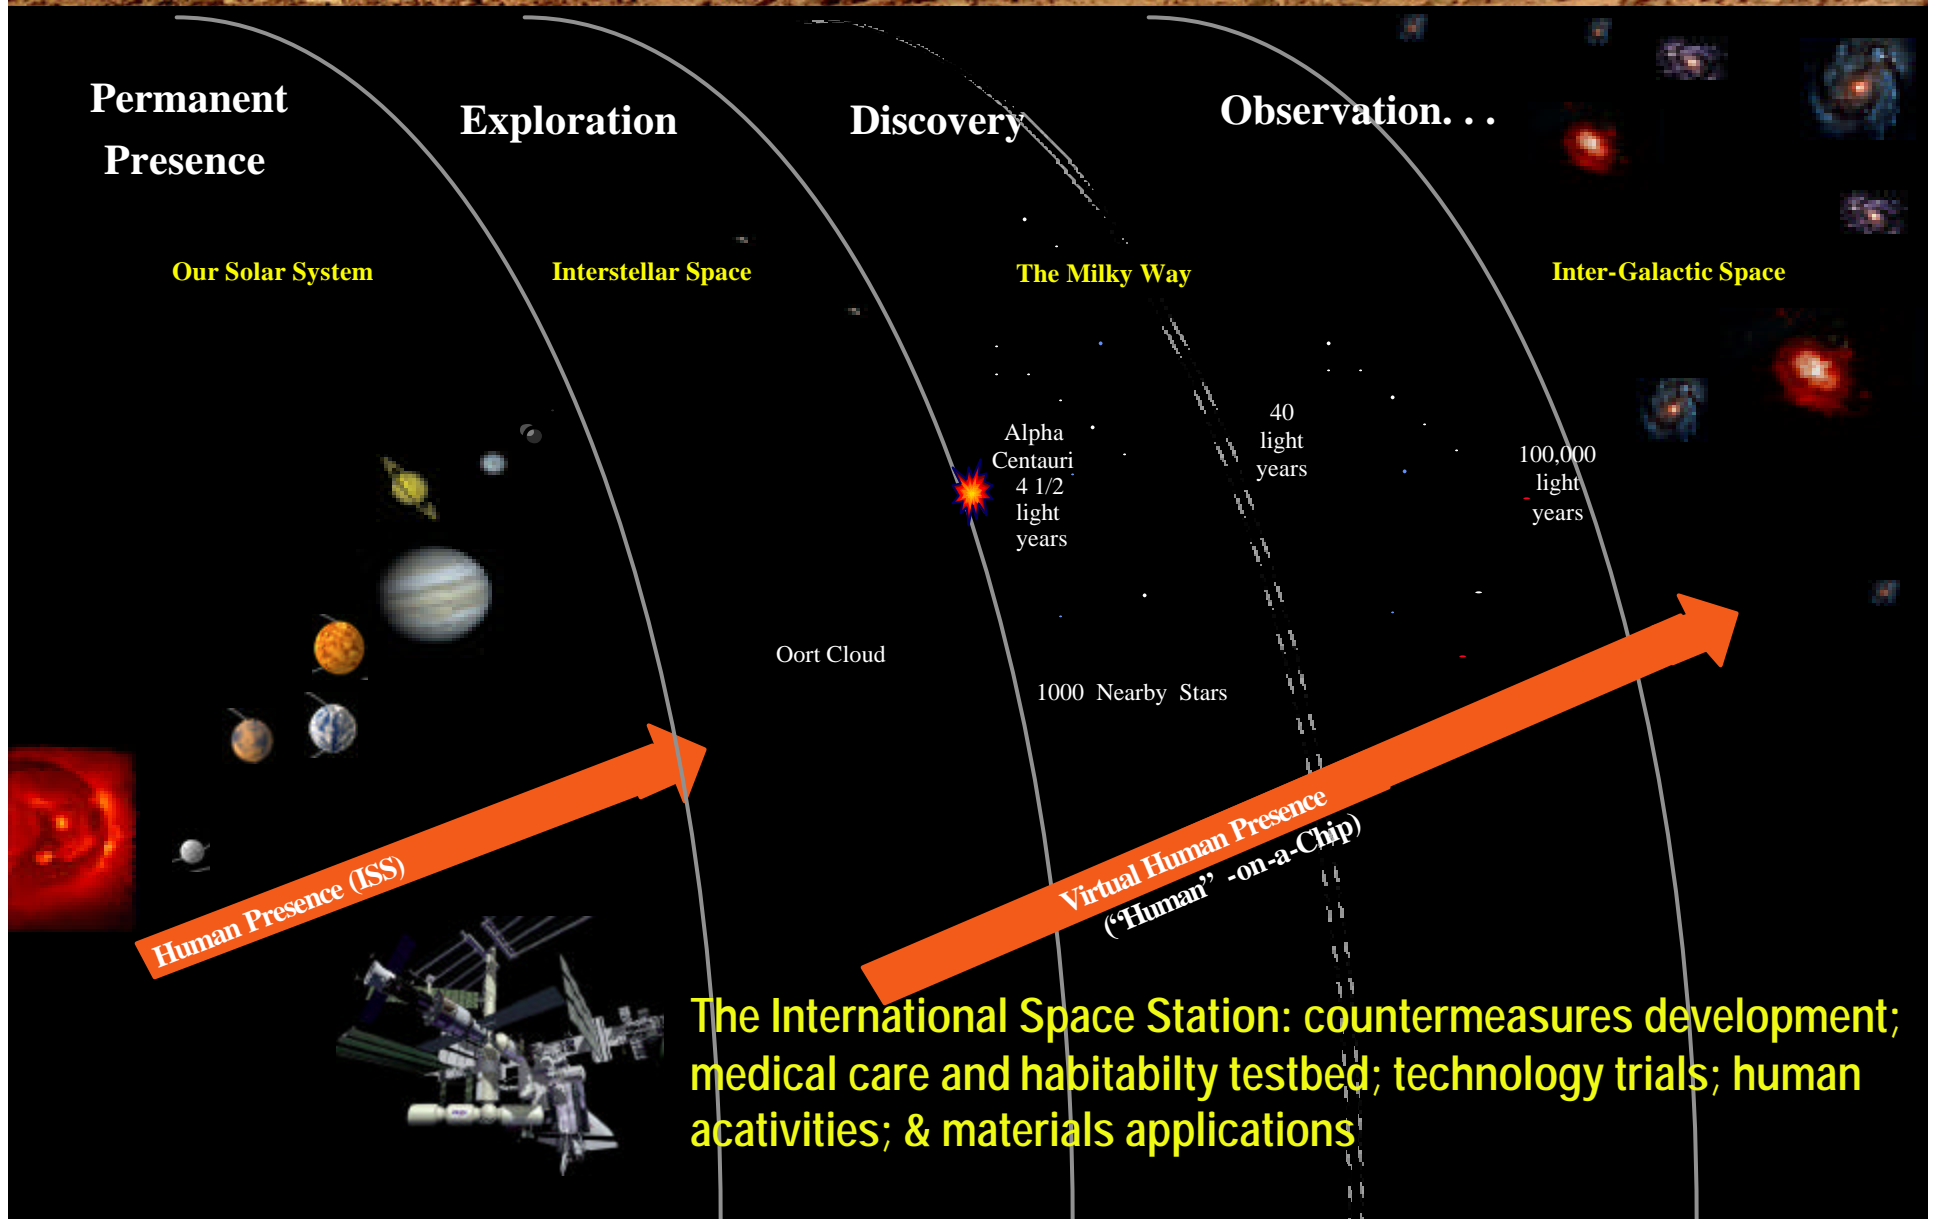 Permanent
Presence
Exploration
Discovery
Observation. . .
Our Solar System
Interstellar Space
The Milky Way
Inter-Galactic Space
Alpha
Centauri
4 1/2
light
years
40
light
years
100,000
light
years
Oort Cloud
1000 Nearby Stars
Human Presence (ISS)
Virtual Human Presence
(“Human” -on-a-Chip)
The International Space Station: countermeasures development;
medical care and habitabilty testbed; technology trials; human
acativities; & materials applications